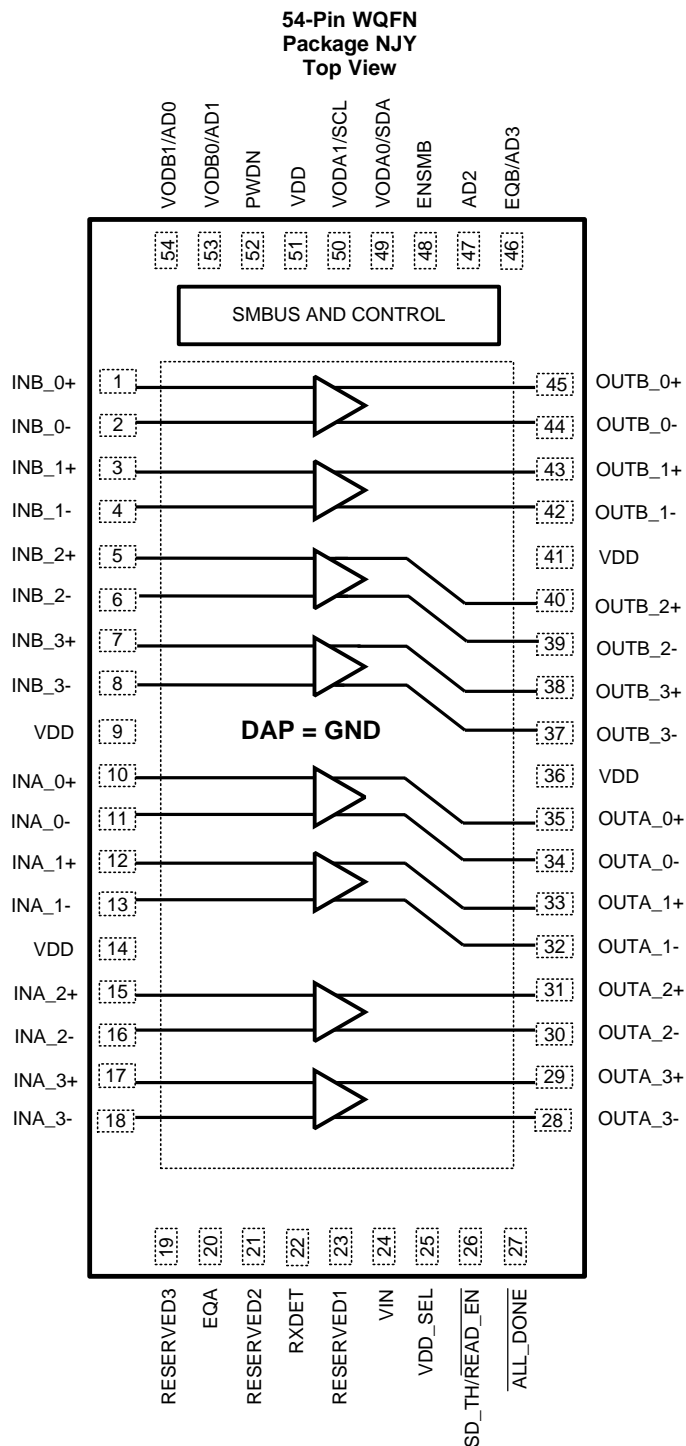 54-Pin WQFN
Package NJY
Top View
VODB1/AD0
VODB0/AD1
PWDN
VDD
VODA1/SCL
VODA0/SDA
ENSMB
AD2
EQB/AD3
54
53
52
51
50
49
48
47
46
SMBUS AND CONTROL
INB_0+ 1 45 OUTB_0+
INB_0- 2 44 OUTB_0-
INB_1+ 3 43 OUTB_1+
INB_1- 4 42 OUTB_1-
INB_2+ 5 41 VDD
INB_2- 6 40 OUTB_2+
INB_3+ 7 39 OUTB_2-
INB_3- 8 38 OUTB_3+
VDD 9 DAP = GND 37 OUTB_3-
INA_0+ 10 36 VDD
INA_0- 11 35 OUTA_0+
INA_1+ 12 34 OUTA_0-
INA_1- 13 33 OUTA_1+
VDD 14 32 OUTA_1-
INA_2+ 15 31 OUTA_2+
INA_2- 16 30 OUTA_2-
INA_3+ 17 29 OUTA_3+
INA_3- 18 28 OUTA_3-
19
20
21
22
23
24
25
26
27
RESERVED3
EQA
RESERVED2
RXDET
RESERVED1
VIN
VDD_SEL
SD_TH/READ_EN
ALL_DONE